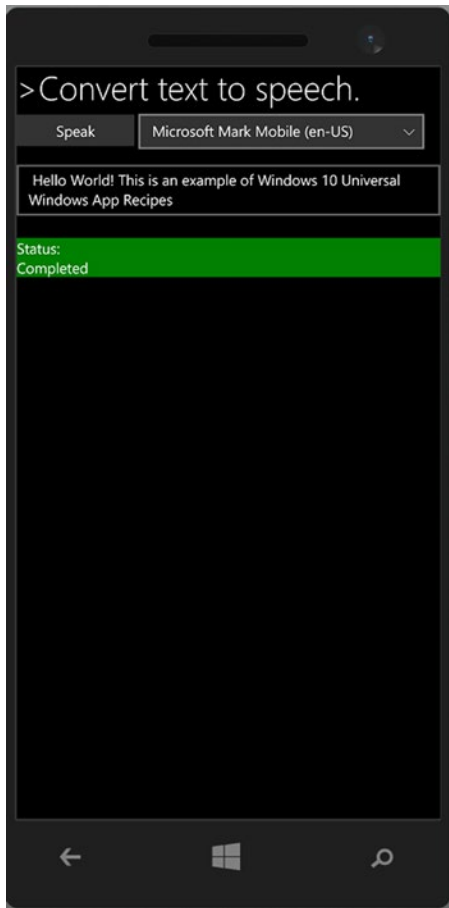 >Convert text to speech.
Speak
Microsoft Mark Mobile (en-US)
Hello World! This is an example of Windows 10 Universal
Windows App Recipes
Status:
Completed